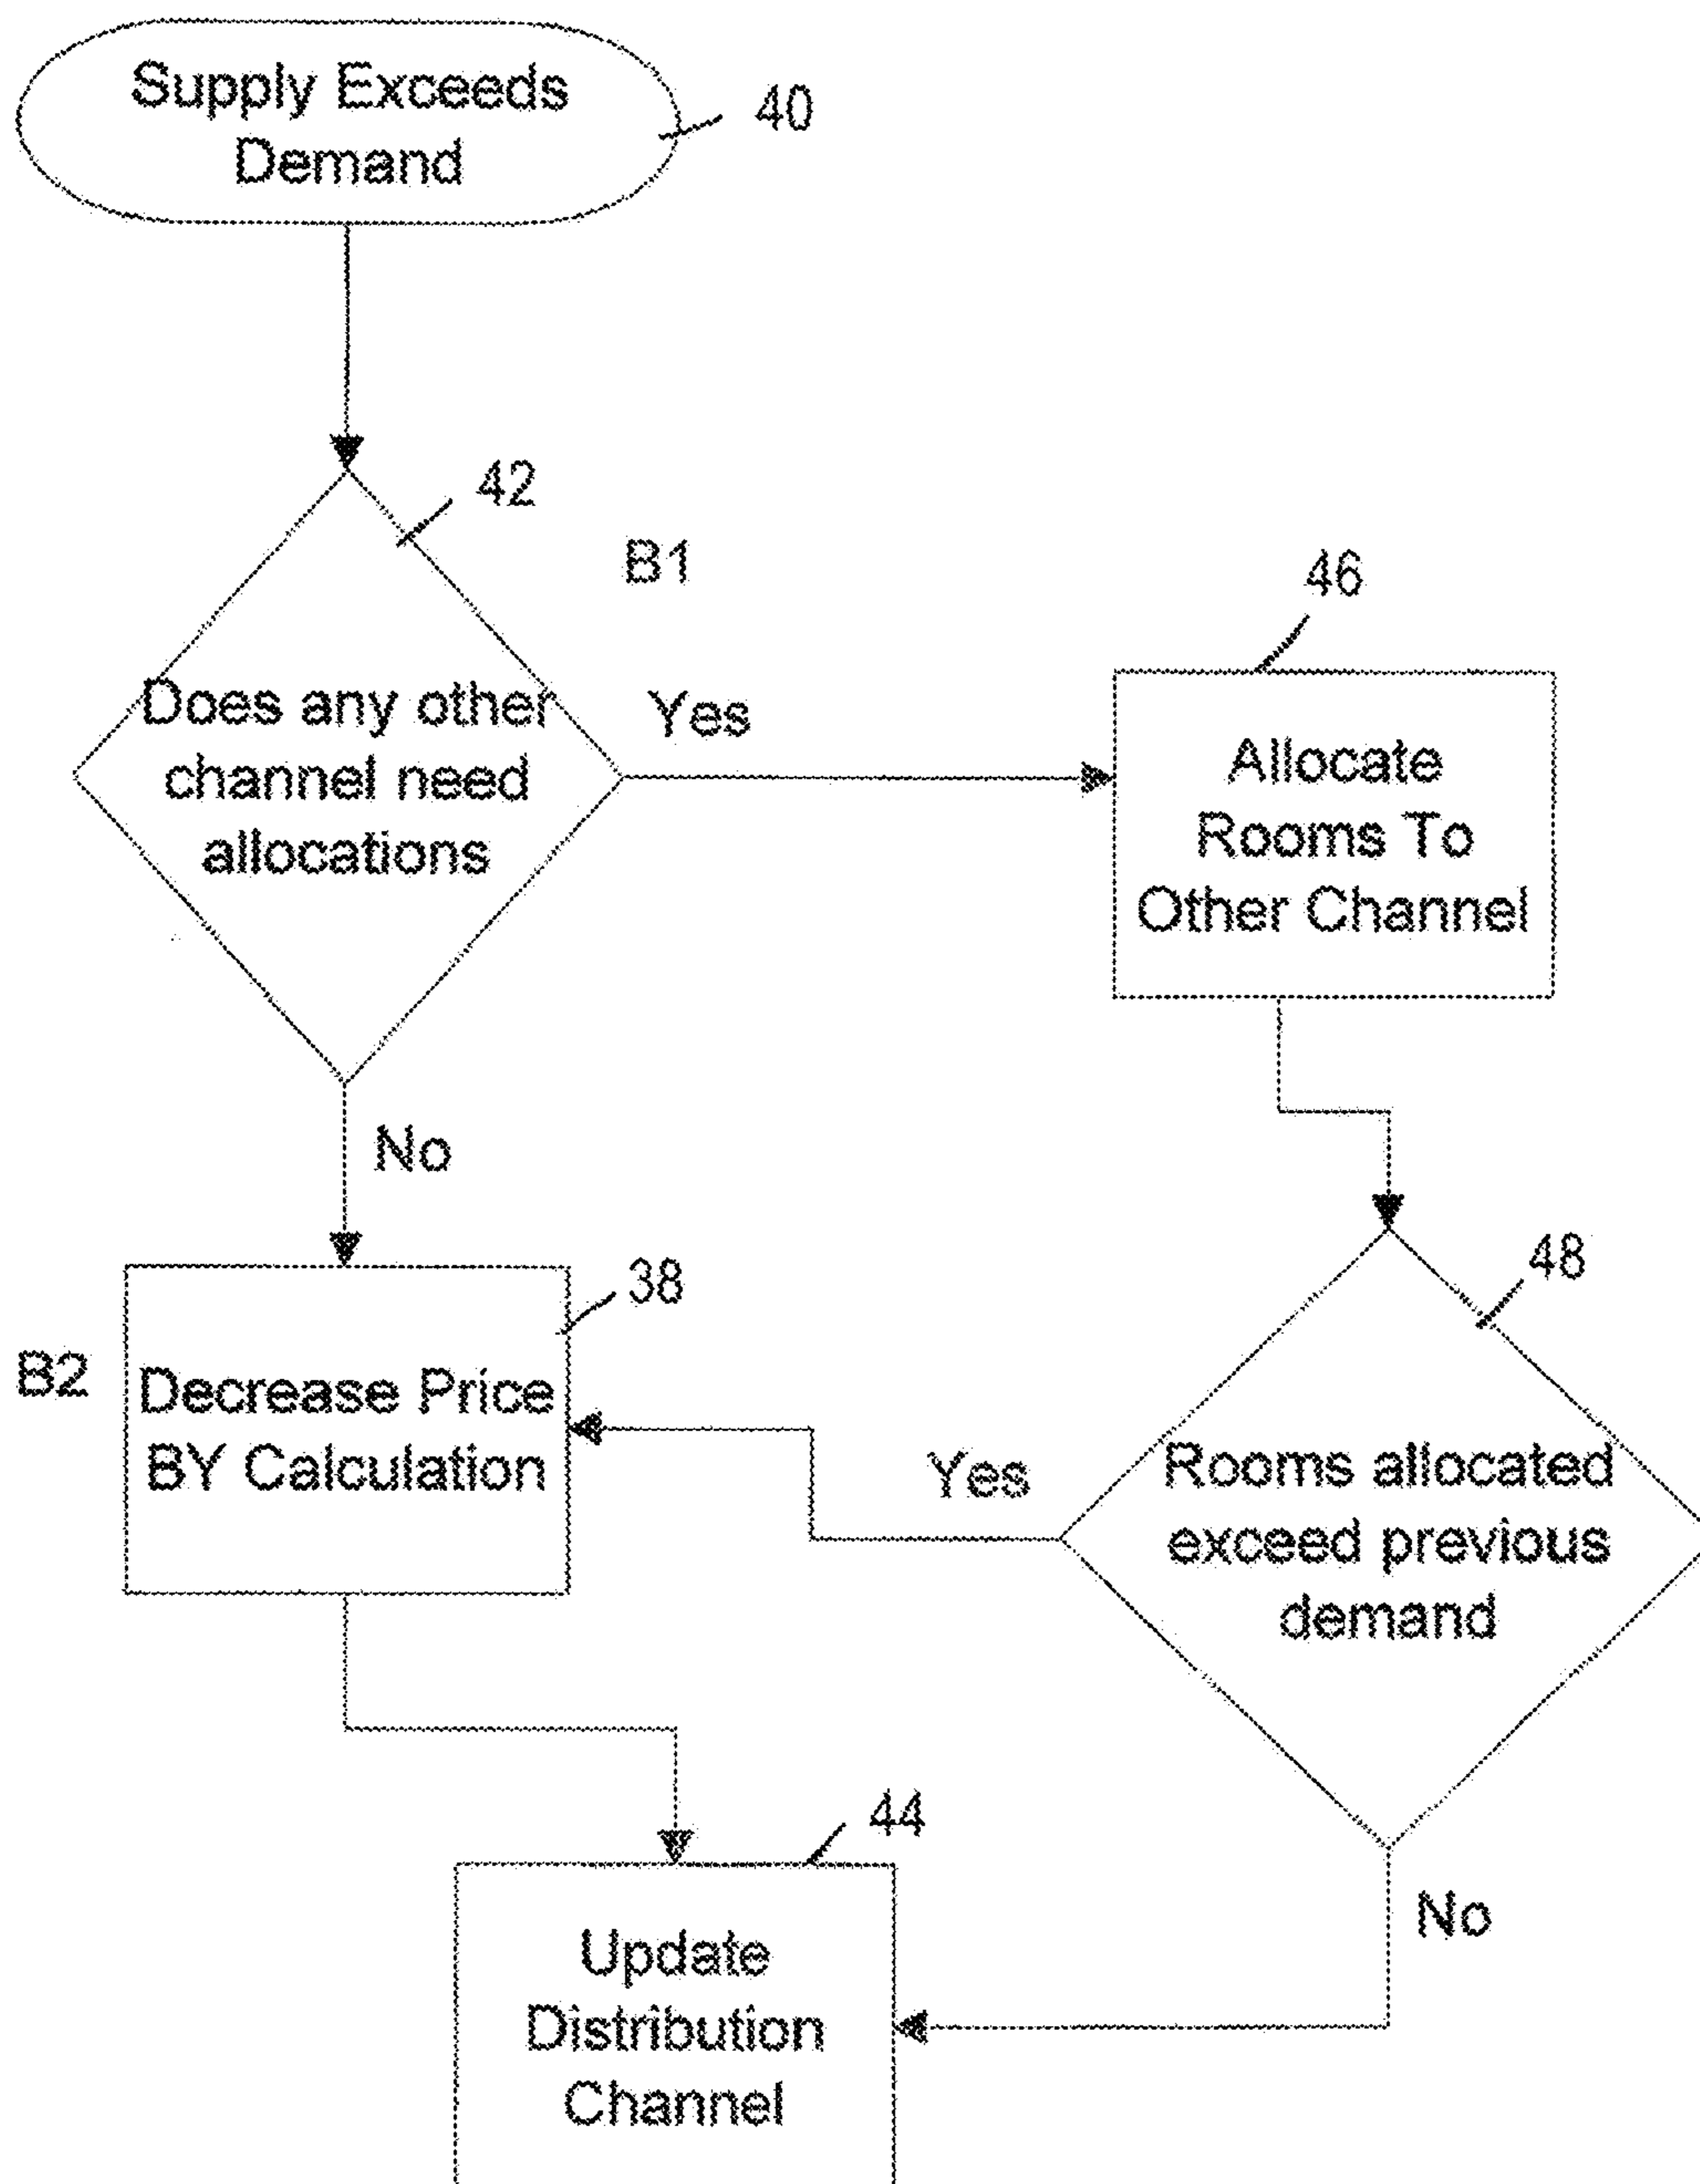 Supply Exceeds
Demand
40
42
B1
Does any other
channel need
allocations
Yes
46
Allocate
Rooms To
Other Channel
No
38
B2
Decrease Price
BY Calculation
48
Yes
Rooms allocated
exceed previous
demand
44
No
Update
Distribution
Channel